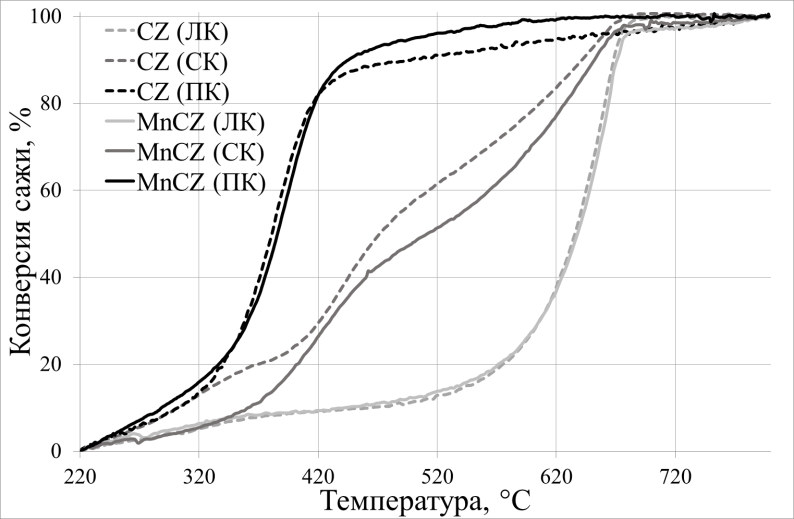 100
80
60
40
20
0
Конверсия сажи, %
CZ (ЛК)
CZ (СК)
CZ (ПК)
MnCZ (ЛК)
MnCZ (СК)
MnCZ (ПК)
220 320 420 520 620 720
Температура, °C